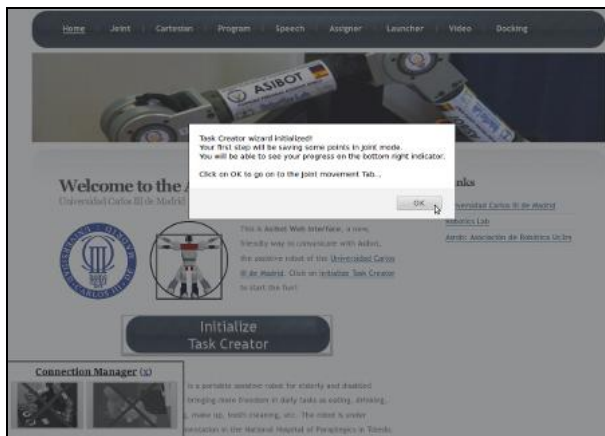 Home Joint Cartesian Program Speech Assigner Launcher Video Docking
ASIBOT
Task Creator wizard initialized!
Your first step will be saving some points in joint mode.
You will be able to see your progress on the bottom right indicator.
Click on OK to go on to the joint movement Tab...
OK
Welcome to the
Universidad Carlos III de Madrid
This is Asibot Web Interface, a new,
friendly way to comunicate with Asibot,
the assistive robot of the Universidad Carlos
III de Madrid. Click on Initialize Task Creator
to start the fun!
Links
Universidad Carlos III de Madrid
Robotics Lab
Asrob: Asociación de Robótica Uc3m
Initialize
Task Creator
Connection Manager (x)
is a portable assistive robot for elderly and disabled
bringing more freedom in daily tasks as eating, drinking,
make up, tooth cleaning, etc. The robot is under
in the National Hospital of Paraplegics in Toledo.